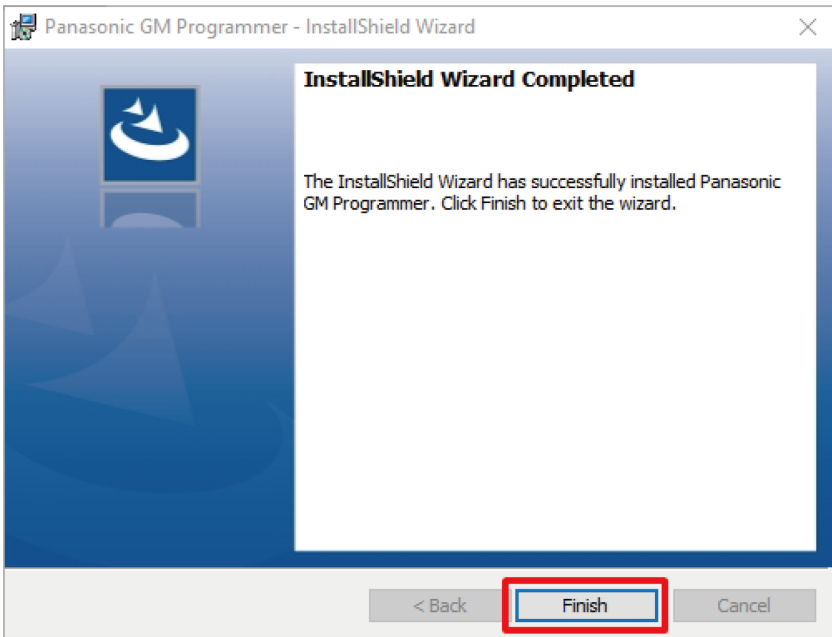 Panasonic GM Programmer - InstallShield Wizard
InstallShield Wizard Completed
The InstallShield Wizard has successfully installed Panasonic
GM Programmer. Click Finish to exit the wizard.
< Back
Finish
Cancel